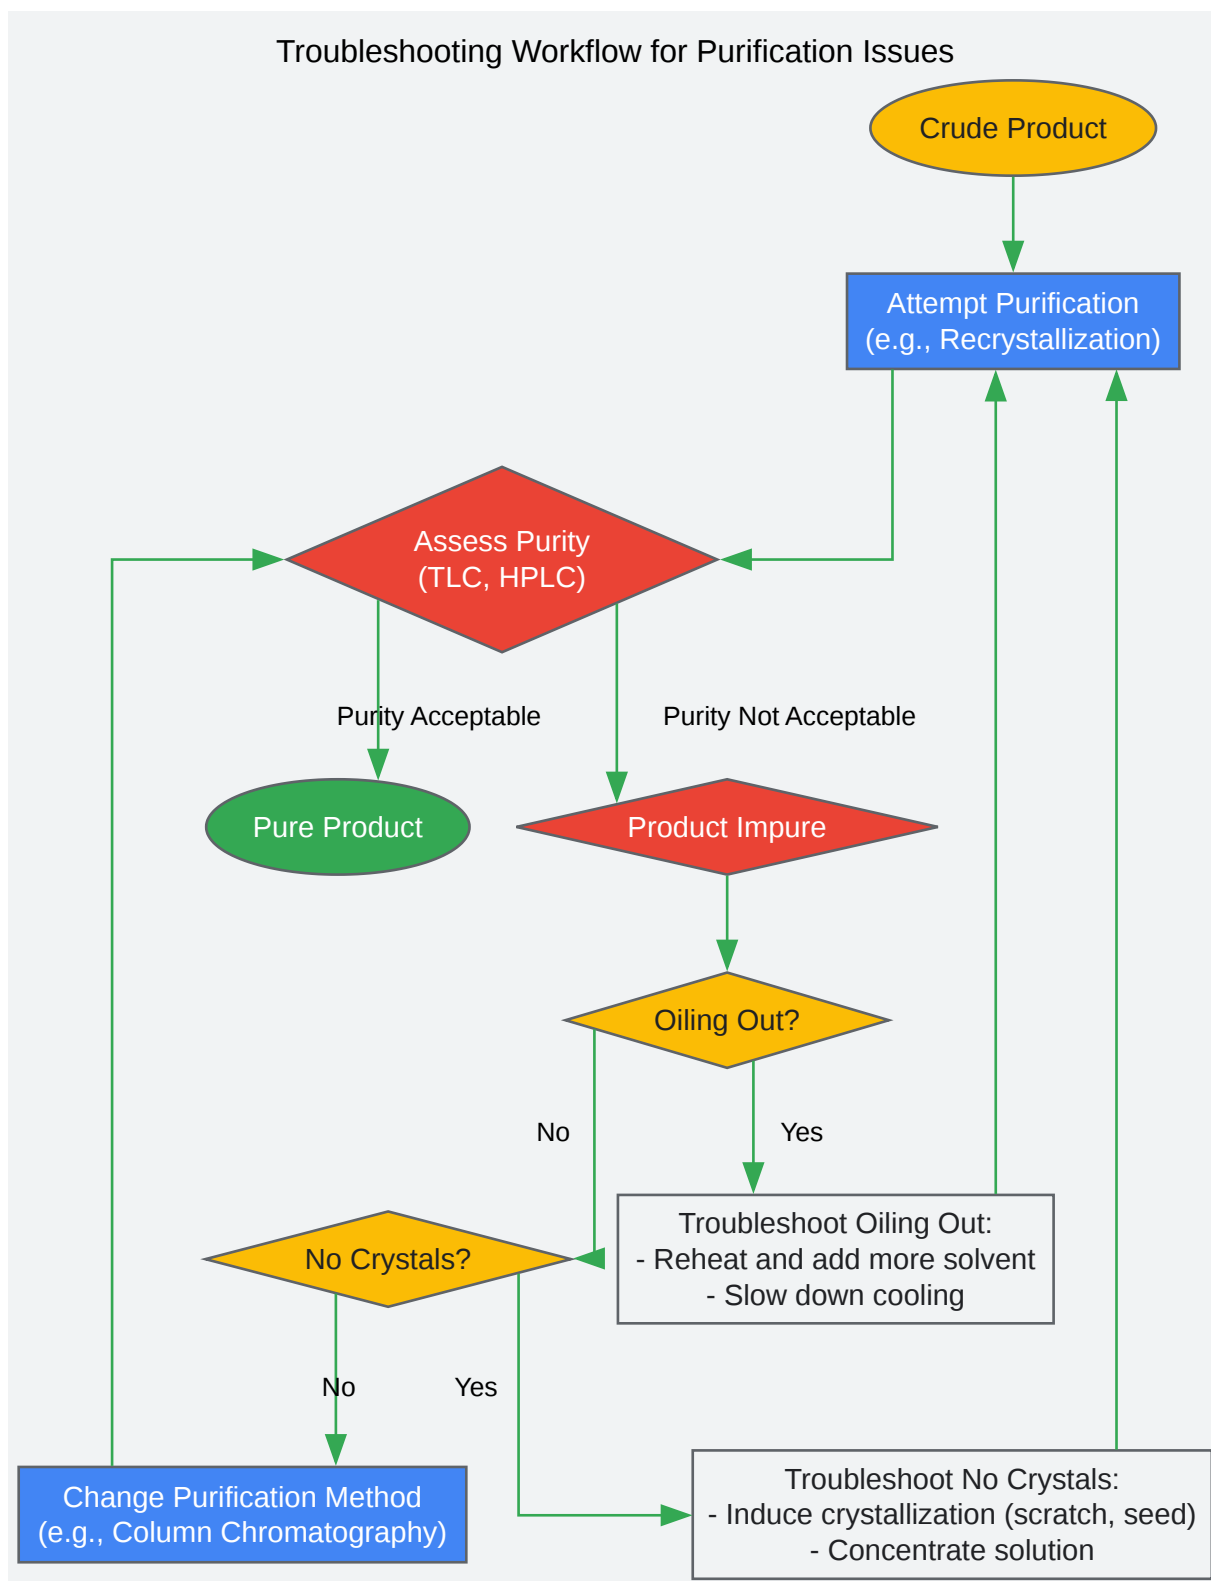 Troubleshooting Workflow for Purification Issues
Crude Product
Attempt Purification
(e.g., Recrystallization)
Assess Purity
(TLC, HPLC)
Purity Acceptable
Purity Not Acceptable
Pure Product
Product Impure
Oiling Out?
No
Yes
Troubleshoot Oiling Out:
- Reheat and add more solvent
- Slow down cooling
No Crystals?
No
Yes
Change Purification Method
(e.g., Column Chromatography)
Troubleshoot No Crystals:
- Induce crystallization (scratch, seed)
- Concentrate solution